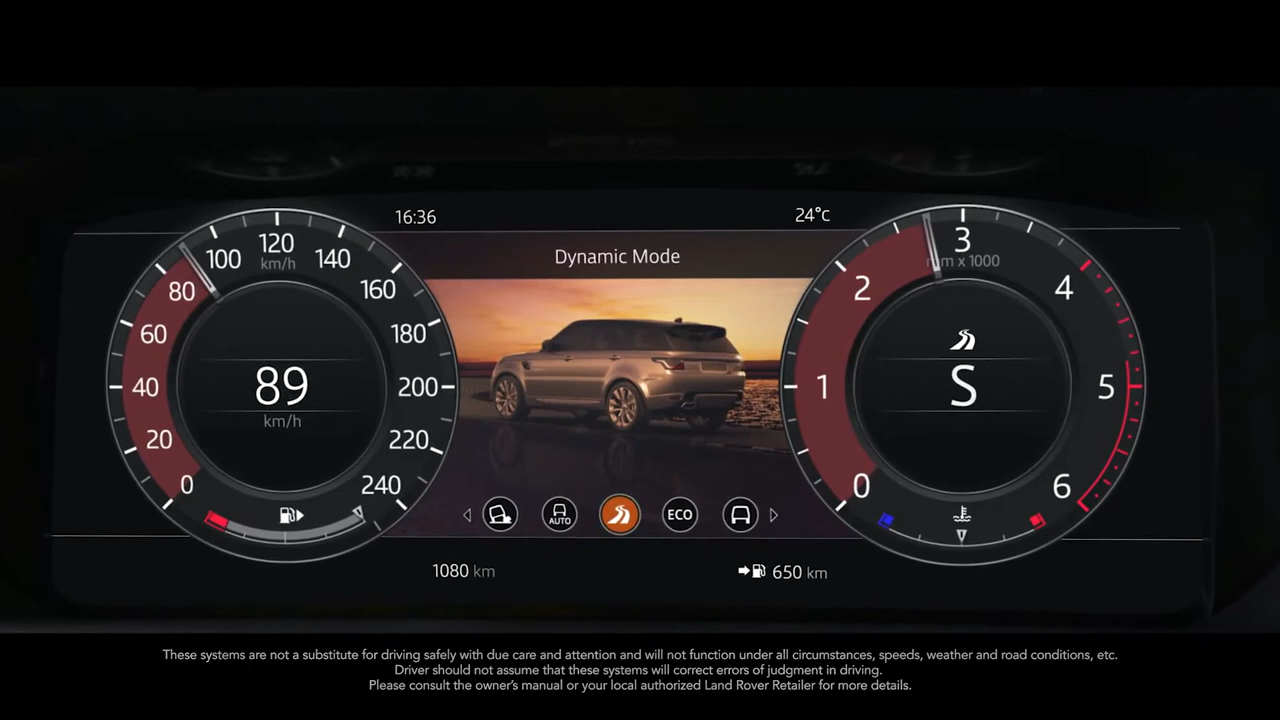 16:36
24°C
Dynamic Mode
0
20
40
60
80
100
120
140
160
180
200
220
240
km/h
89
km/h
0
1
2
3
4
5
6
x 1000
S
AUTO
ECO
1080 km
650 km
These systems are not a substitute for driving safely with due care and attention and will not function under all circumstances, speeds, weather and road conditions, etc.
Driver should not assume that these systems will correct errors of judgment in driving.
Please consult the owner's manual or your local authorized Land Rover Retailer for more details.